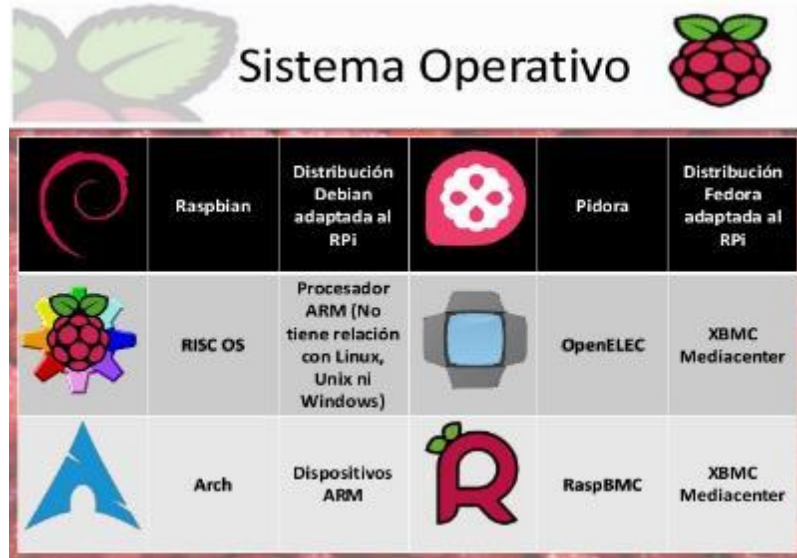 Sistema Operativo
Raspbian
Distribución
Debian
adaptada al
RPi
Pidora
Distribución
Fedora
adaptada al
RPi
RISC OS
Procesador
ARM (No
tiene relación
con Linux,
Unix ni
Windows)
OpenELEC
XBMC
Mediacenter
Arch
Dispositivos
ARM
RaspBMC
XBMC
Mediacenter